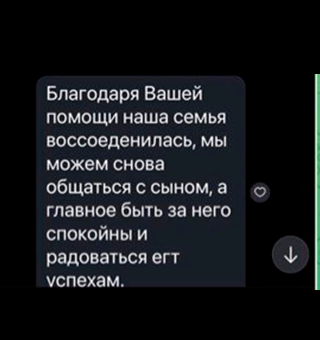 Благодаря Вашей
помощи наша семья
воссоеденилась, мы
можем снова
общаться с сыном, а
главное быть за него
спокойны и
радоваться егт
успехам.